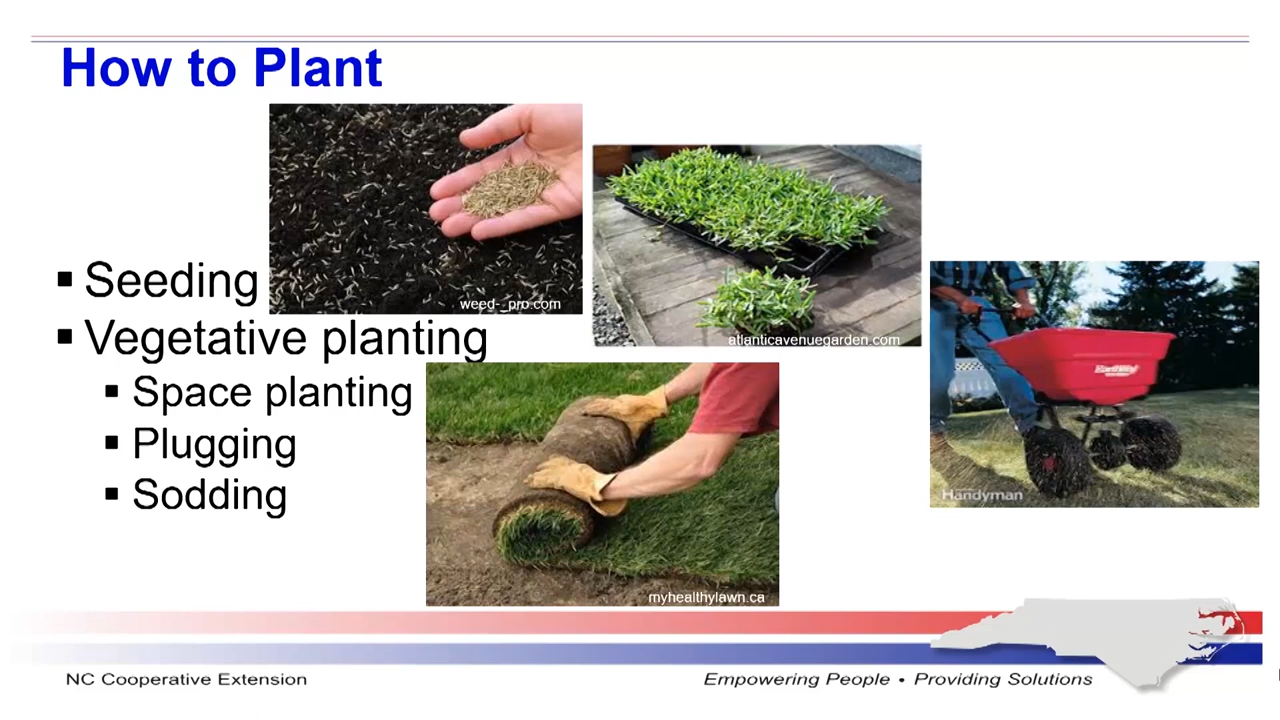 How to Plant
weed-_pro.com
▪ Seeding
▪ Vegetative planting
atlanticavenuegarden.com
▪ Space planting
▪ Plugging
▪ Sodding
Handyman
myhealthylawn.ca
NC Cooperative Extension
Empowering People • Providing Solutions